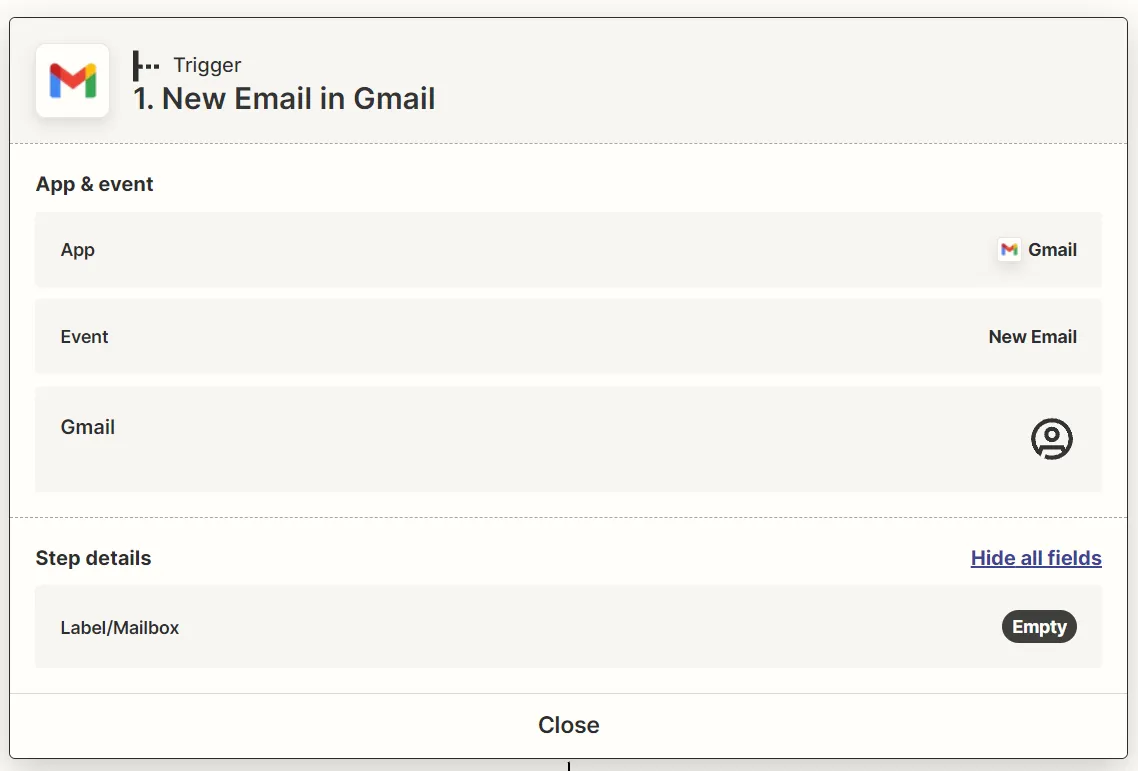 Trigger
1. New Email in Gmail
App & event
App
Gmail
Event
New Email
Gmail
Step details
Hide all fields
Label/Mailbox
Empty
Close